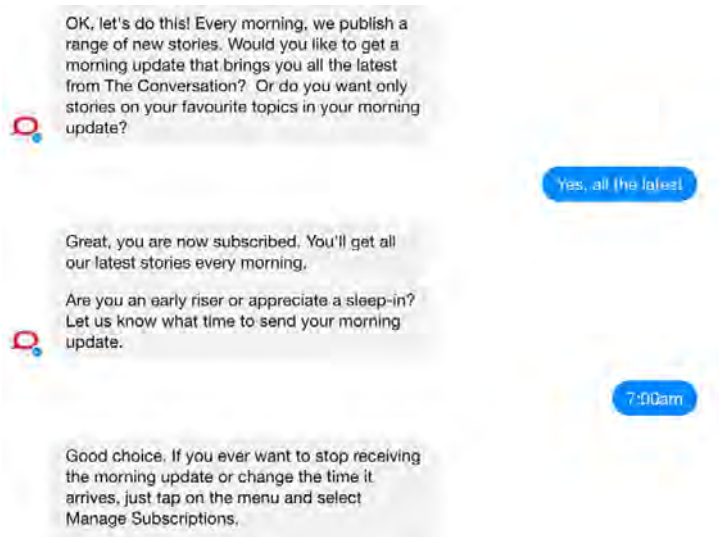 OK, let's do this! Every morning, we publish a
range of new stories. Would you like to get a
morning update that brings you all the latest
from The Conversation?  Or do you want only
stories on your favourite topics in your morning
update?
Yes, all the latest
Great, you are now subscribed. You'll get all
our latest stories every morning.
Are you an early riser or appreciate a sleep-in?
Let us know what time to send your morning
update.
7:00am
Good choice. If you ever want to stop receiving
the morning update or change the time it
arrives, just tap on the menu and select
Manage Subscriptions.